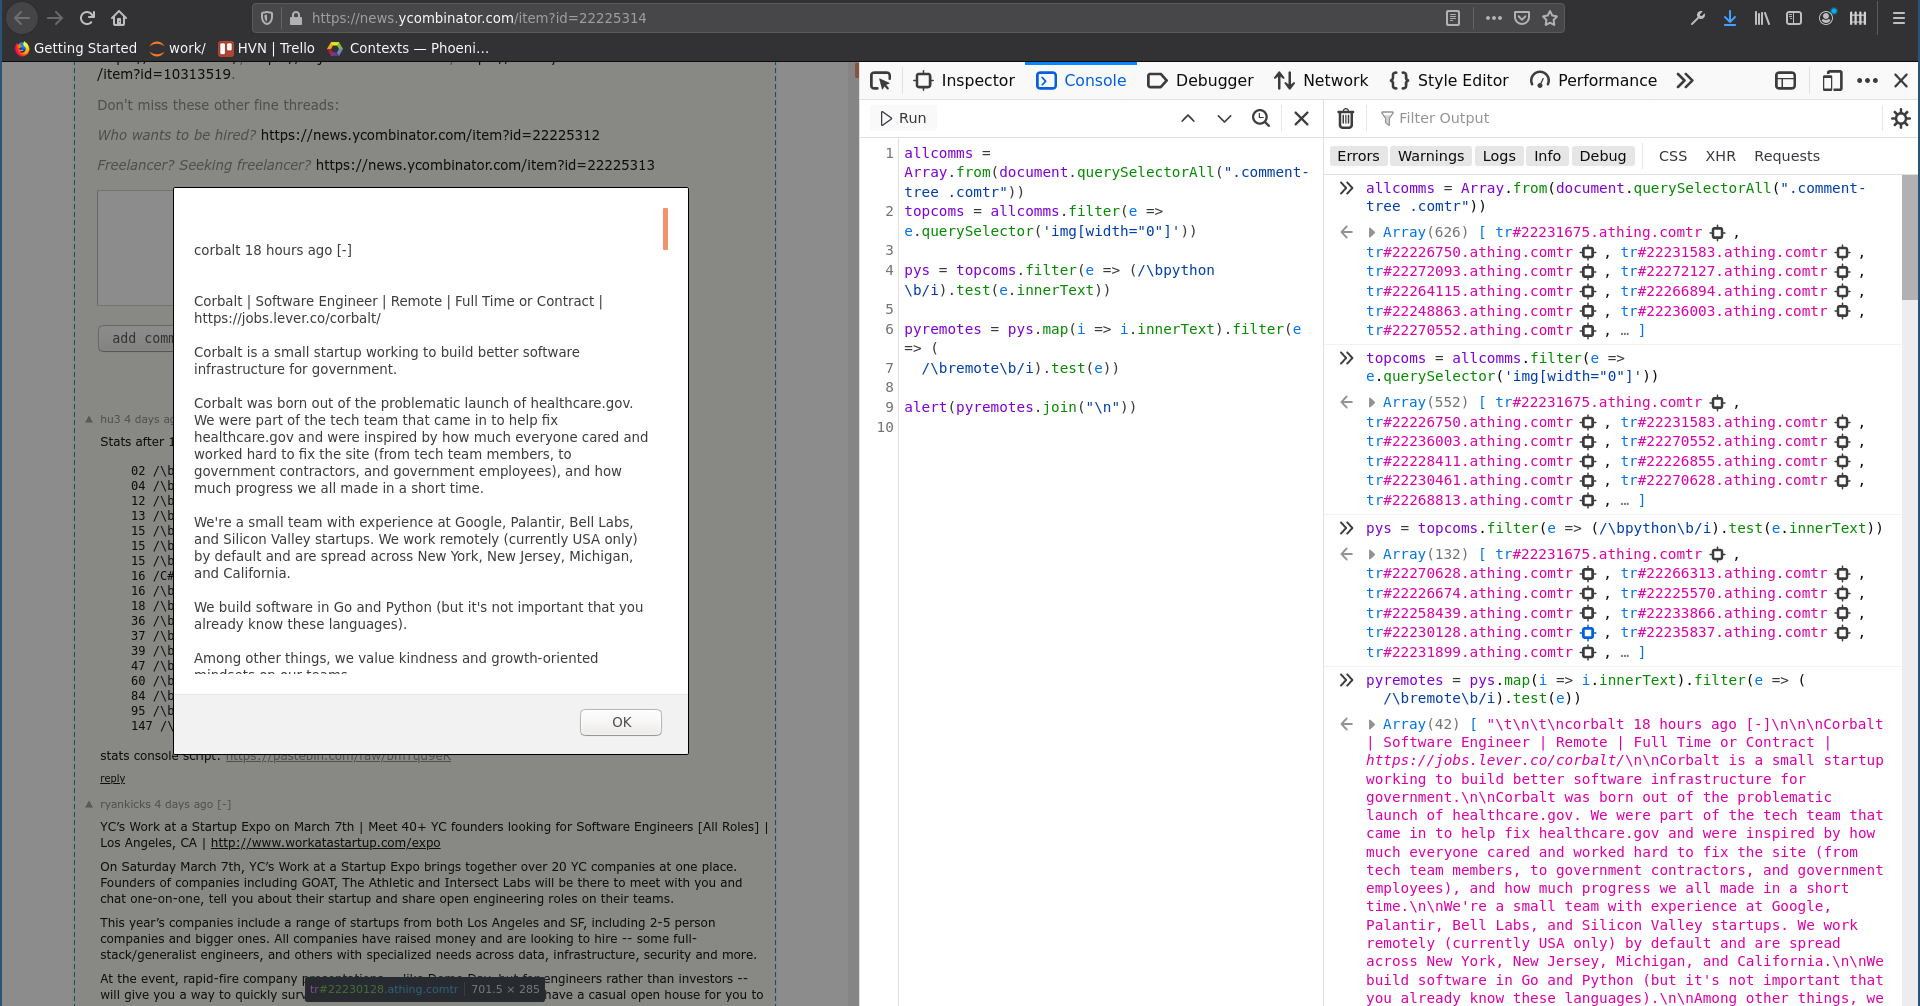 https://news.ycombinator.com/item?id=22225314
Getting Started
work/
HVN | Trello
Contexts — Phoeni...
/item?id=10313519.
Don't miss these other fine threads:
Who wants to be hired? https://news.ycombinator.com/item?id=22225312
Freelancer? Seeking freelancer? https://news.ycombinator.com/item?id=22225313
add comm
hu3 4 days ag
Stats after 1
02 /\b
04 /\b
12 /\b
13 /\b
15 /\b
15 /\b
15 /\b
16 /C#
16 /\b
18 /\b
36 /\b
37 /\b
39 /\b
47 /\b
60 /\b
84 /\b
95 /\b
147 /\
stats console script:
reply
ryankicks 4 days ago [-]
YC's Work at a Startup Expo on March 7th | Meet 40+ YC founders looking for Software Engineers [All Roles] |
Los Angeles, CA | http://www.workatastartup.com/expo
On Saturday March 7th, YC's Work at a Startup Expo brings together over 20 YC companies at one place.
Founders of companies including GOAT, The Athletic and Intersect Labs will be there to meet with you and
chat one-on-one, tell you about their startup and share open engineering roles on their teams.
This year's companies include a range of startups from both Los Angeles and SF, including 2-5 person
companies and bigger ones. All companies have raised money and are looking to hire -- some full-
stack/generalist engineers, and others with specialized needs across data, infrastructure, security and more.
At the event, rapid-fire company presentations -- like Demo Day, but for engineers rather than investors --
will give you a way to quickly surv have a casual open house for you to
tr#22230128.athing.comtr | 701.5 × 285
corbalt 18 hours ago [-]
Corbalt | Software Engineer | Remote | Full Time or Contract |
https://jobs.lever.co/corbalt/
Corbalt is a small startup working to build better software
infrastructure for government.
Corbalt was born out of the problematic launch of healthcare.gov.
We were part of the tech team that came in to help fix
healthcare.gov and were inspired by how much everyone cared and
worked hard to fix the site (from tech team members, to
government contractors, and government employees), and how
much progress we all made in a short time.
We're a small team with experience at Google, Palantir, Bell Labs,
and Silicon Valley startups. We work remotely (currently USA only)
by default and are spread across New York, New Jersey, Michigan,
and California.
We build software in Go and Python (but it's not important that you
already know these languages).
Among other things, we value kindness and growth-oriented
mindsets on our teams.
OK
Inspector
Console
Debugger
Network
Style Editor
Performance
Run
Filter Output
Errors
Warnings
Logs
Info
Debug
CSS
XHR
Requests
1 allcomms =
Array.from(document.querySelectorAll(".comment-
tree .comtr"))
2 topcoms = allcomms.filter(e =>
e.querySelector('img[width="0"]'))
3
4 pys = topcoms.filter(e => (/\bpython
\b/i).test(e.innerText))
5
6 pyremotes = pys.map(i => i.innerText).filter(e
=> (
7 /\bremote\b/i).test(e))
8
9 alert(pyremotes.join("\n"))
10
allcomms = Array.from(document.querySelectorAll(".comment-
tree .comtr"))
Array(626) [ tr#22231675.athing.comtr ,
tr#22226750.athing.comtr , tr#22231583.athing.comtr ,
tr#22272093.athing.comtr , tr#22272127.athing.comtr ,
tr#22264115.athing.comtr , tr#22266894.athing.comtr ,
tr#22248863.athing.comtr , tr#22236003.athing.comtr ,
tr#22270552.athing.comtr , … ]
topcoms = allcomms.filter(e =>
e.querySelector('img[width="0"]'))
Array(552) [ tr#22231675.athing.comtr ,
tr#22226750.athing.comtr , tr#22231583.athing.comtr ,
tr#22236003.athing.comtr , tr#22270552.athing.comtr ,
tr#22228411.athing.comtr , tr#22226855.athing.comtr ,
tr#22230461.athing.comtr , tr#22270628.athing.comtr ,
tr#22268813.athing.comtr , … ]
pys = topcoms.filter(e => (/\bpython\b/i).test(e.innerText))
Array(132) [ tr#22231675.athing.comtr ,
tr#22270628.athing.comtr , tr#22266313.athing.comtr ,
tr#22226674.athing.comtr , tr#22225570.athing.comtr ,
tr#22258439.athing.comtr , tr#22233866.athing.comtr ,
tr#22230128.athing.comtr , tr#22235837.athing.comtr ,
tr#22231899.athing.comtr , … ]
pyremotes = pys.map(i => i.innerText).filter(e => (
/\bremote\b/i).test(e))
Array(42) [ "\t\n\t\ncorbalt 18 hours ago [-]\n\n\nCorbalt
| Software Engineer | Remote | Full Time or Contract |
https://jobs.lever.co/corbalt/\n\nCorbalt is a small startup
working to build better software infrastructure for
government.\n\nCorbalt was born out of the problematic
launch of healthcare.gov. We were part of the tech team that
came in to help fix healthcare.gov and were inspired by how
much everyone cared and worked hard to fix the site (from
tech team members, to government contractors, and government
employees), and how much progress we all made in a short
time.\n\nWe're a small team with experience at Google,
Palantir, Bell Labs, and Silicon Valley startups. We work
remotely (currently USA only) by default and are spread
across New York, New Jersey, Michigan, and California.\n\nWe
build software in Go and Python (but it's not important that
you already know these languages).\n\nAmong other things, we